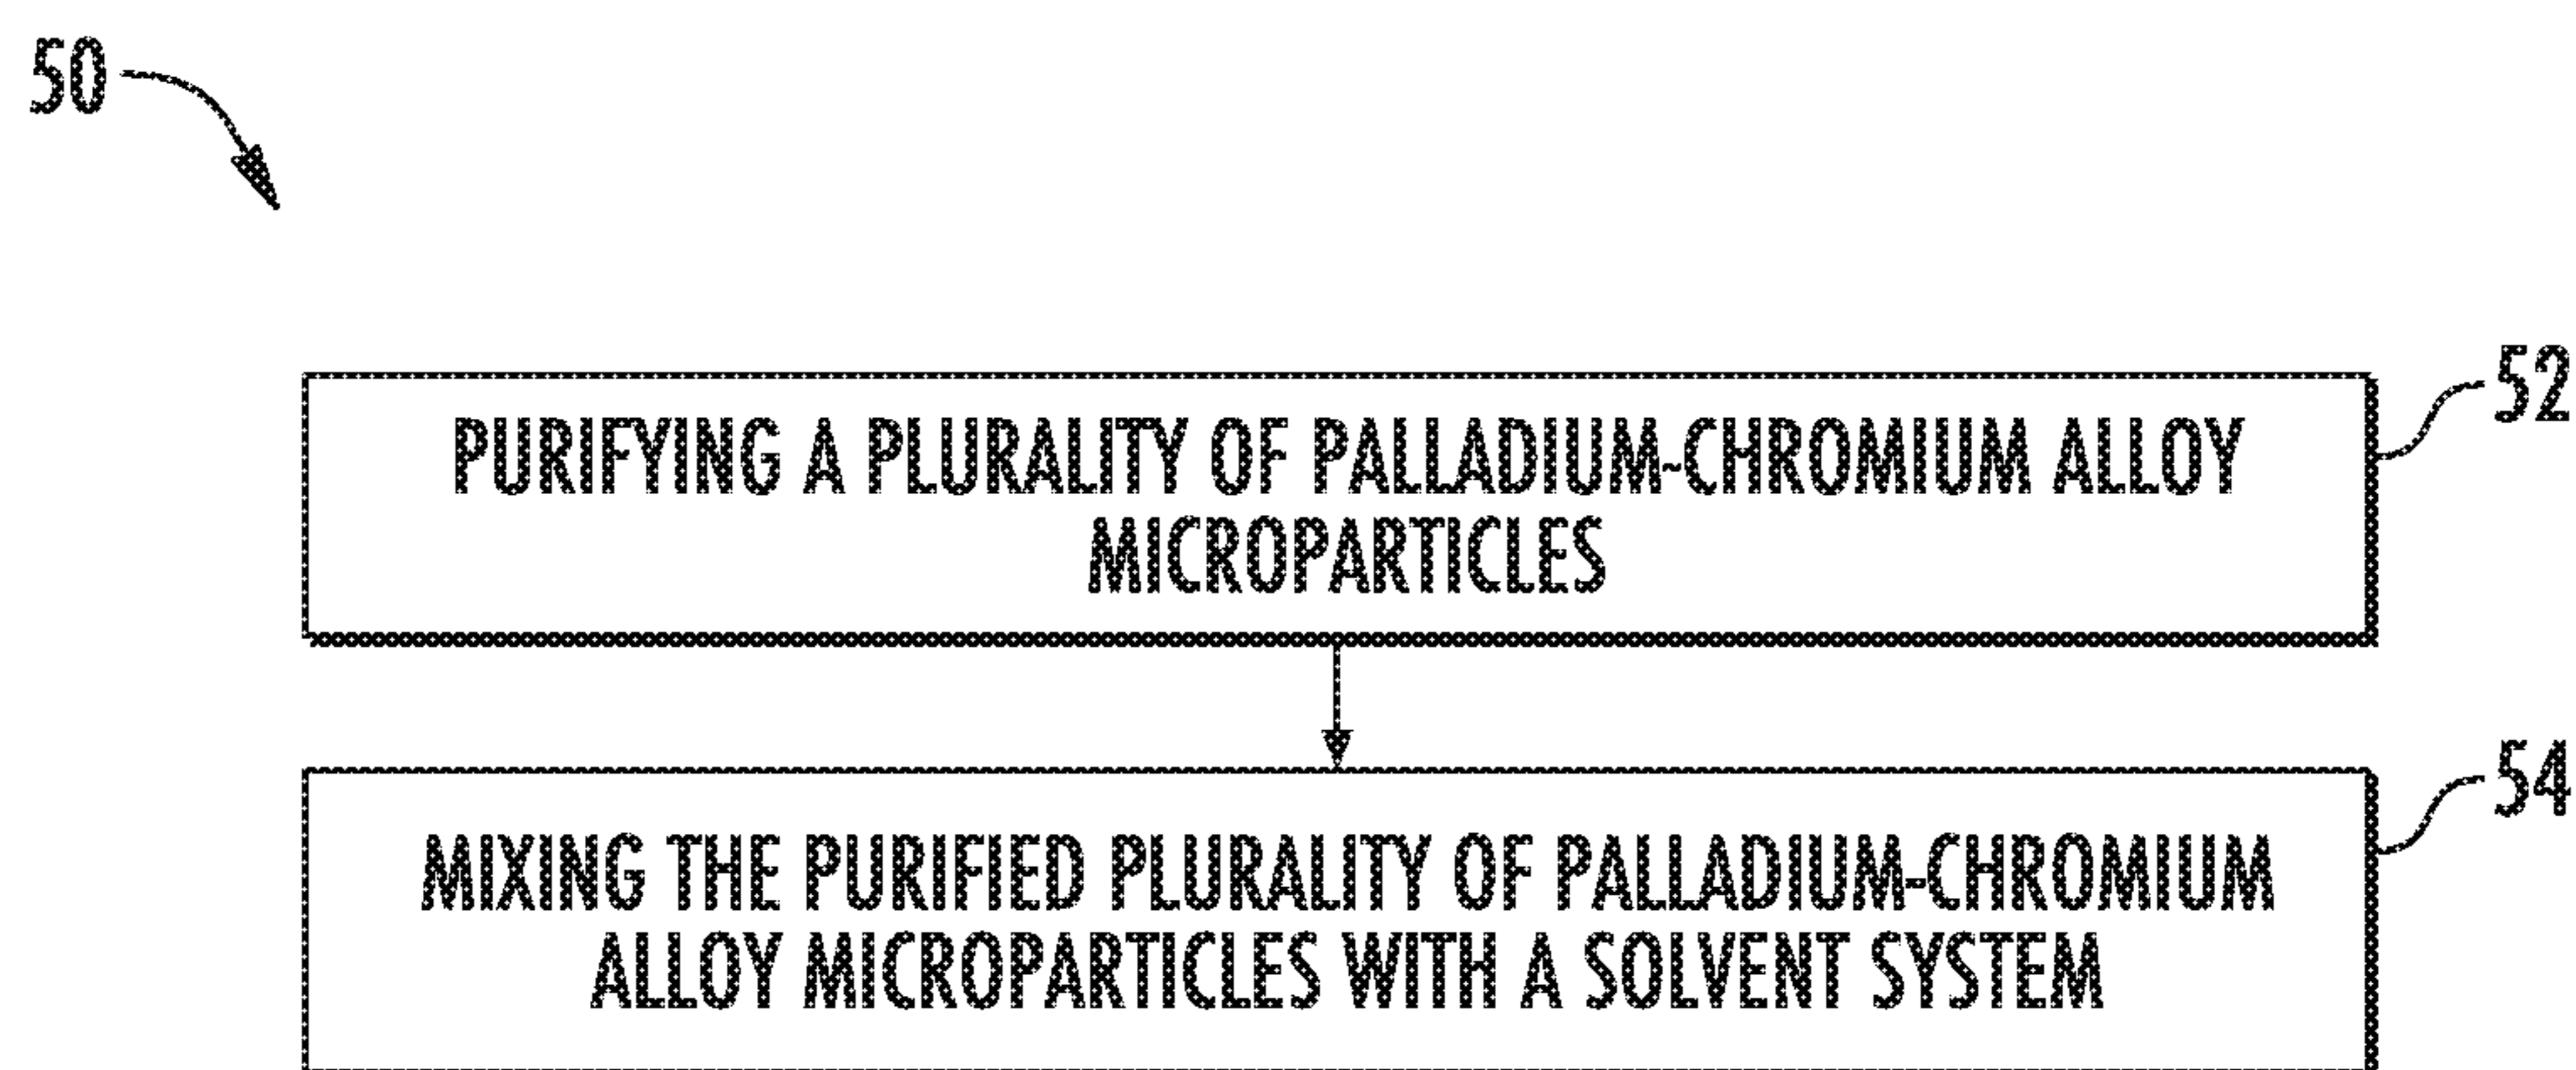 50
PURIFYING A PLURALITY OF PALLADIUM-CHROMIUM ALLOY
MICROPARTICLES
52
MIXING THE PURIFIED PLURALITY OF PALLADIUM-CHROMIUM
ALLOY MICROPARTICLES WITH A SOLVENT SYSTEM
54